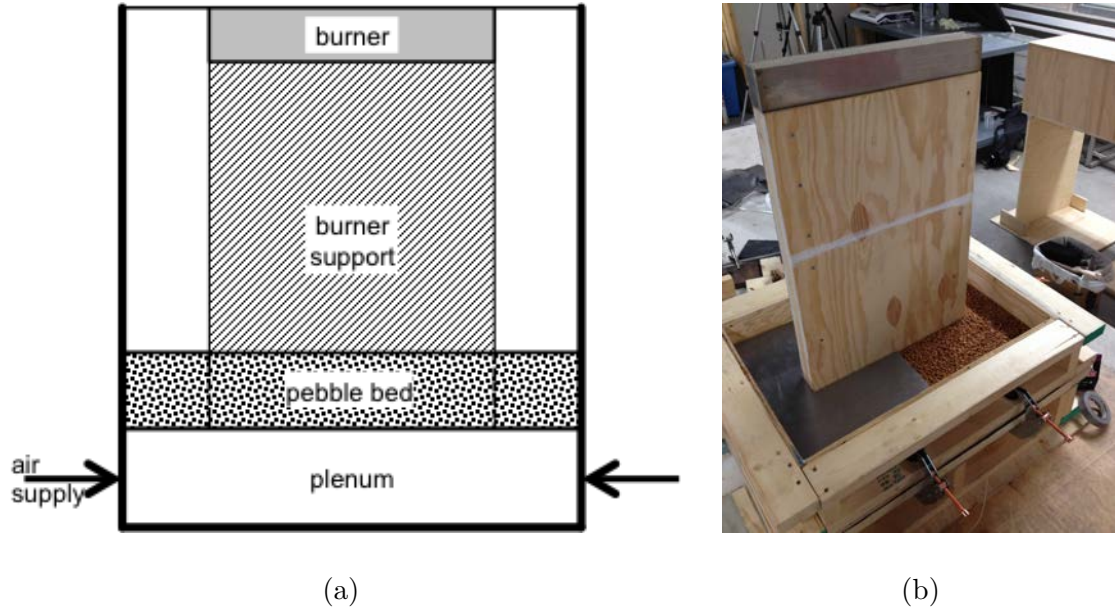 burner
burner
support
pebble bed
air
supply
plenum
(a)
(b)